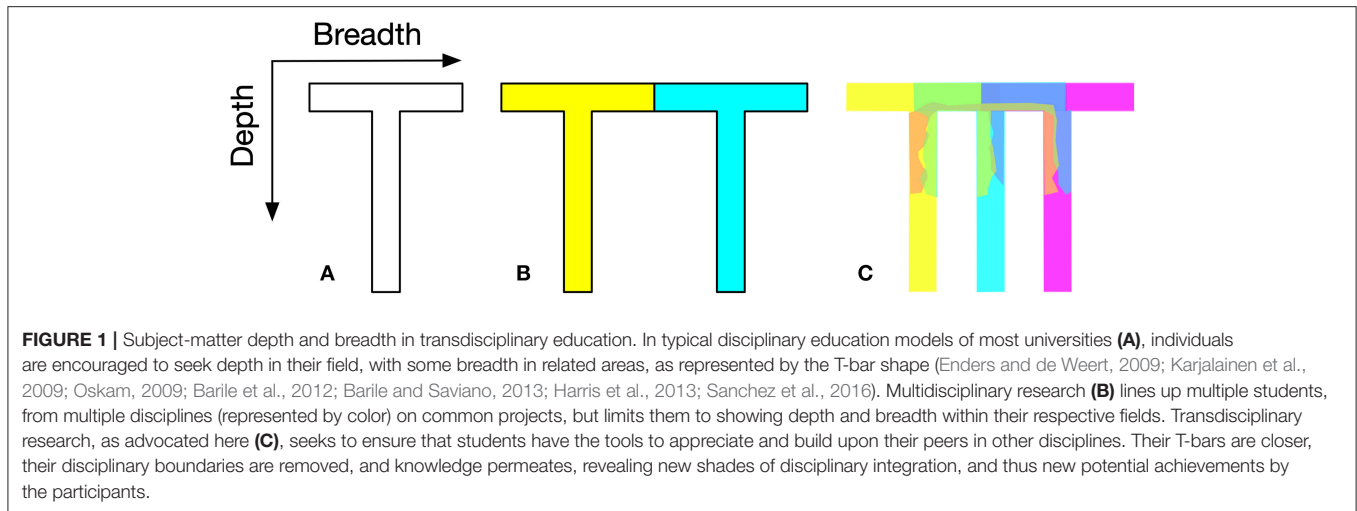 Breadth
Depth
A
B
C
FIGURE 1 | Subject-matter depth and breadth in transdisciplinary education. In typical disciplinary education models of most universities (A), individuals
are encouraged to seek depth in their field, with some breadth in related areas, as represented by the T-bar shape (Enders and de Weert, 2009; Karjalainen et al.,
2009; Oskam, 2009; Barile et al., 2012; Barile and Saviano, 2013; Harris et al., 2013; Sanchez et al., 2016). Multidisciplinary research (B) lines up multiple students,
from multiple disciplines (represented by color) on common projects, but limits them to showing depth and breadth within their respective fields. Transdisciplinary
research, as advocated here (C), seeks to ensure that students have the tools to appreciate and build upon their peers in other disciplines. Their T-bars are closer,
their disciplinary boundaries are removed, and knowledge permeates, revealing new shades of disciplinary integration, and thus new potential achievements by
the participants.